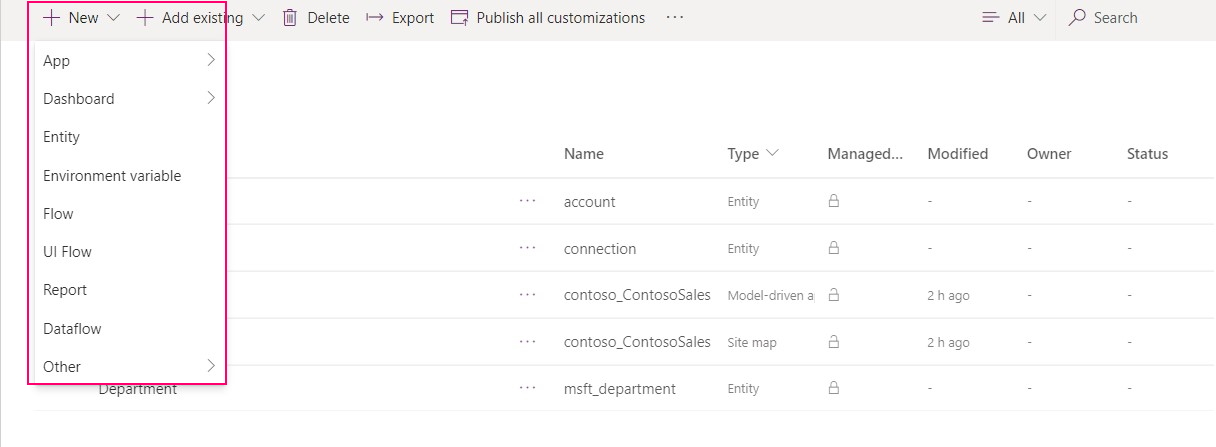 New Add existing Delete Export Publish all customizations ... All Search
App
Dashboard
Entity
Environment variable
Flow
UI Flow
Report
Dataflow
Other
Name Type Managed... Modified Owner Status
... account Entity - - -
... connection Entity - - -
... contoso_ContosoSales Model-driven a 2 h ago - -
... contoso_ContosoSales Site map 2 h ago - -
Department ... msft_department Entity - - -